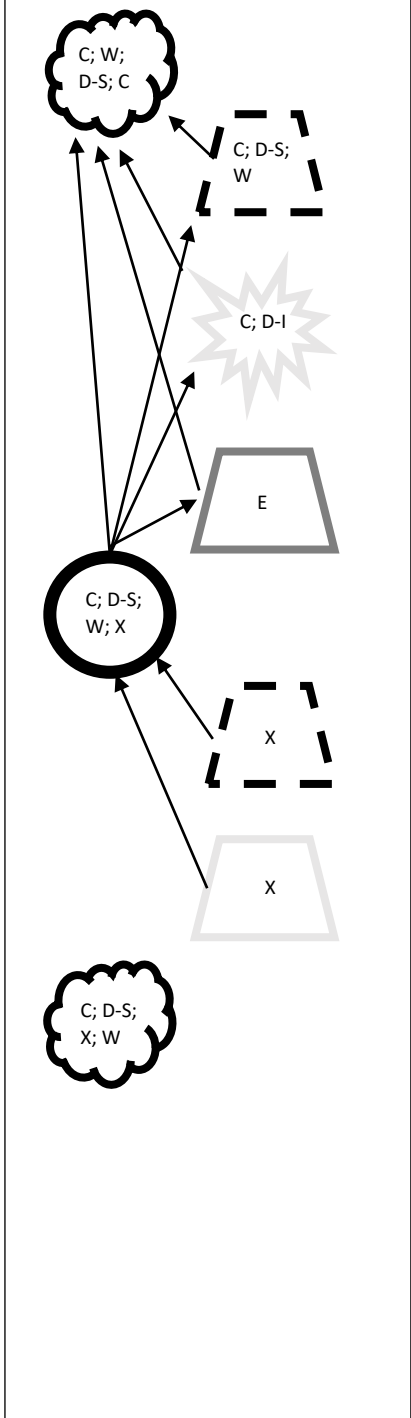 C; W;
D-S; C
C; D-S;
W
C; D-I
E
C; D-S;
W; X
X
X
C; D-S;
X; W